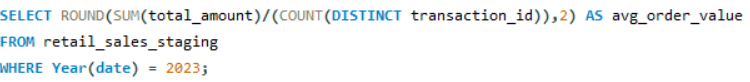 SELECT ROUND(SUM(total_amount)/(COUNT(DISTINCT transaction_id)),2) AS avg_order_value
FROM retail_sales_staging
WHERE Year(date) = 2023;